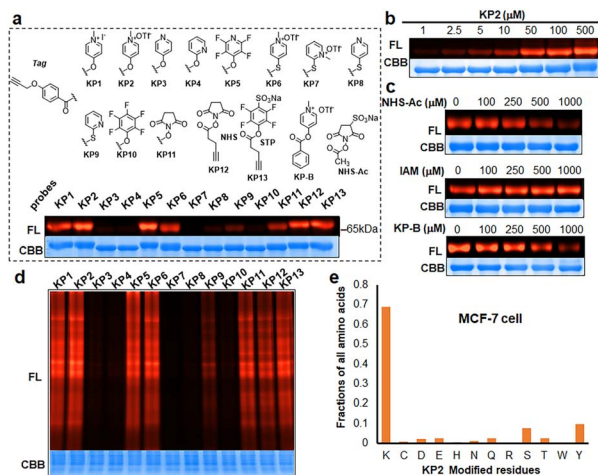 a
Tag
N I-
KP1
N OTf-
KP2
N
KP3
N
KP4
F N F
F F
KP5
N OTf-
KP6
N OTf-
KP7
N
KP8
N
KP9
F F
F F
KP10
O N O
KP11
NHS
KP12
SO3Na
F F
F F
STP
KP13
N OTf-
KP-B
SO3Na
O N O
NHS-Ac
probes
KP1 KP2 KP3 KP4 KP5 KP6 KP7 KP8 KP9 KP10 KP11 KP12 KP13
FL
–65kDa
CBB
b
KP2 (μM)
1 2.5 5 10 50 100 500
FL
CBB
c
NHS-Ac (μM) 0 100 250 500 1000
FL
CBB
IAM (μM) 0 100 250 500 1000
FL
CBB
KP-B (μM) 0 100 250 500 1000
FL
CBB
d
KP1 KP2 KP3 KP4 KP5 KP6 KP7 KP8 KP9 KP10 KP11 KP12 KP13
FL
CBB
e
MCF-7 cell
Fractions of all amino acids
0.8
0.7
0.6
0.5
0.4
0.3
0.2
0.1
0.0
K C D E H N Q R S T W Y
KP2 Modified residues